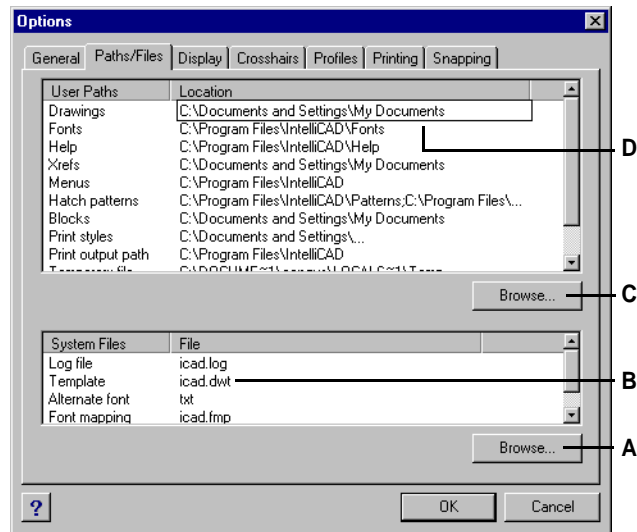 Options
General Paths/Files Display Crosshairs Profiles Printing Snapping
User Paths Location
Drawings C:\Documents and Settings\My Documents
Fonts C:\Program Files\IntelliCAD\Fonts
D
Help C:\Program Files\IntelliCAD\Help
Xrefs C:\Documents and Settings\My Documents
Menus C:\Program Files\IntelliCAD
Hatch patterns C:\Program Files\IntelliCAD\Patterns;C:\Program Files\...
Blocks C:\Documents and Settings\My Documents
Print styles C:\Documents and Settings\...
Print output path C:\Program Files\IntelliCAD
Browse... C
System Files File
Log file icad.log
Template icad.dwt B
Alternate font txt
Font mapping icad.fmp
Browse... A
? OK Cancel